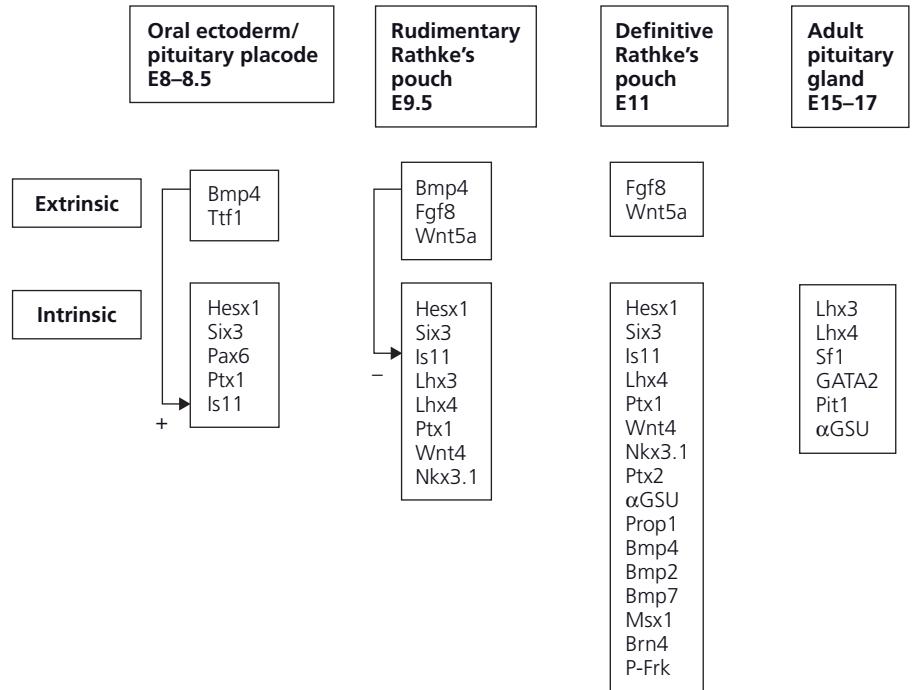 Oral ectoderm/
pituitary placode
E8–8.5
Rudimentary
Rathke's
pouch
E9.5
Definitive
Rathke's
pouch
E11
Adult
pituitary
gland
E15–17
Extrinsic
Bmp4
Ttf1
Bmp4
Fgf8
Wnt5a
Fgf8
Wnt5a
Intrinsic
Hesx1
Six3
Pax6
Ptx1
Is11
+
Hesx1
Six3
Is11
Lhx3
Lhx4
Ptx1
Wnt4
Nkx3.1
–
Hesx1
Six3
Is11
Lhx4
Ptx1
Wnt4
Nkx3.1
Ptx2
αGSU
Prop1
Bmp4
Bmp2
Bmp7
Msx1
Brn4
P-Frk
Lhx3
Lhx4
Sf1
GATA2
Pit1
αGSU